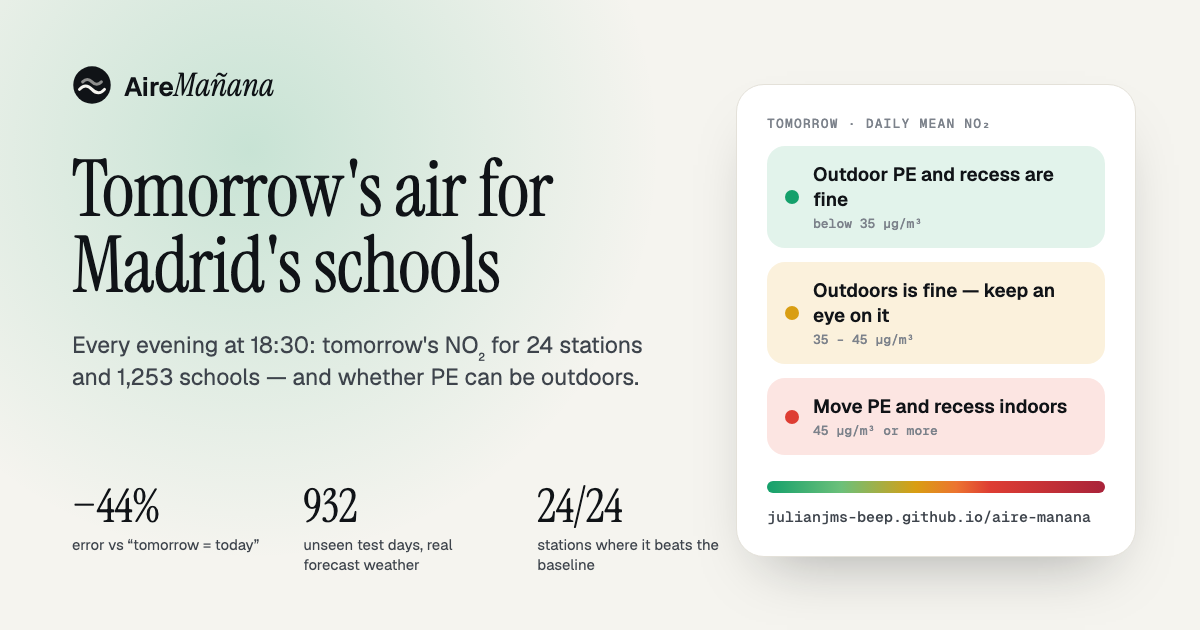 AireMañana
Tomorrow's air for
Madrid's schools
Every evening at 18:30: tomorrow's NO₂ for 24 stations
and 1,253 schools — and whether PE can be outdoors.
−44%
error vs “tomorrow = today”
932
unseen test days, real
forecast weather
24/24
stations where it beats the
baseline
TOMORROW · DAILY MEAN NO₂
Outdoor PE and recess are
fine
below 35 µg/m³
Outdoors is fine — keep an
eye on it
35 – 45 µg/m³
Move PE and recess indoors
45 µg/m³ or more
julianjms-beep.github.io/aire-manana